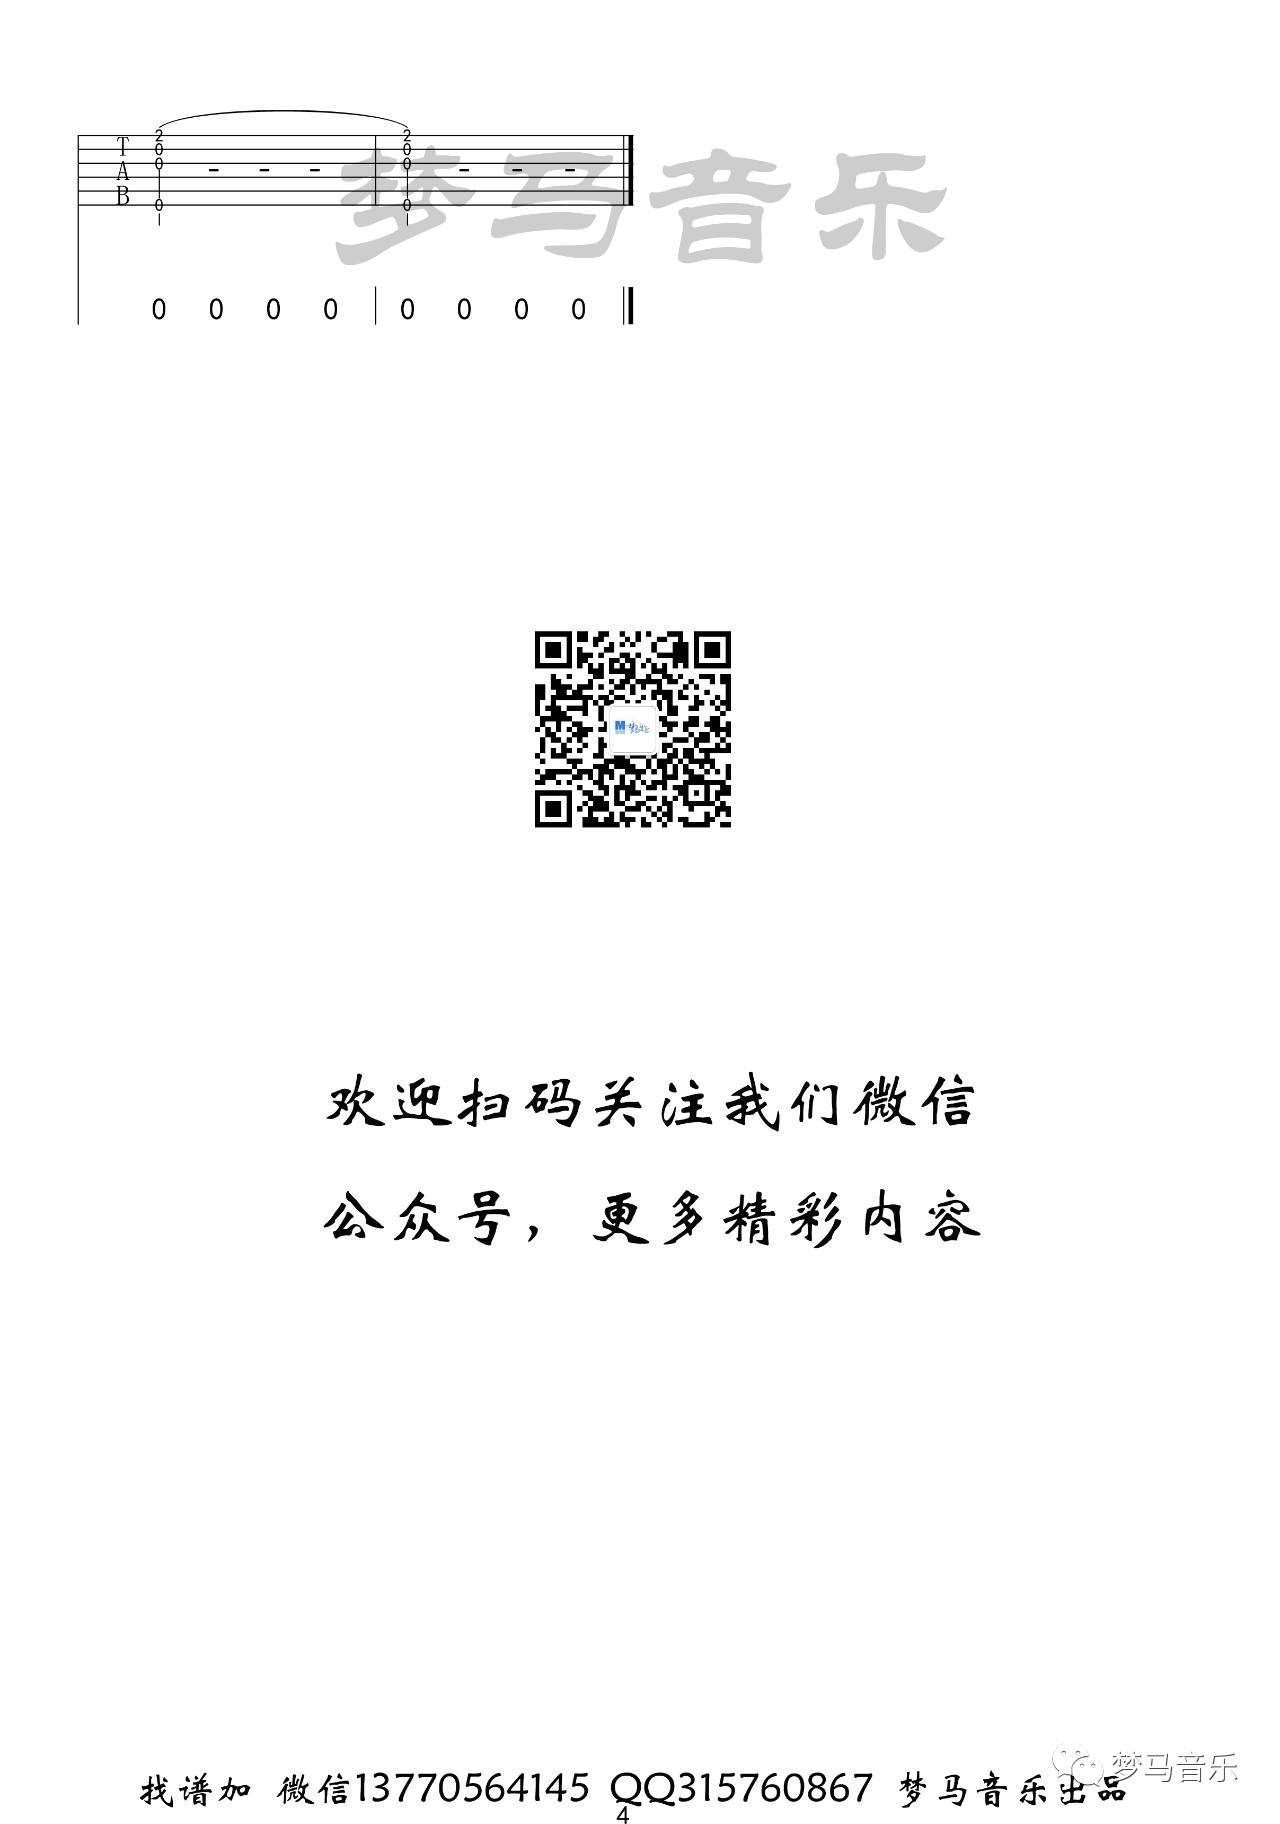 2 2
T 0 0
0 - - - 0 - - -
A
B
0 0
梦马音乐
0 0 0 0 0 0 0 0
M
欢迎扫码关注我们微信
公众号，更多精彩内容
梦马音乐
找谱加 微信13770564145 QQ315760867 梦马音乐出品
4